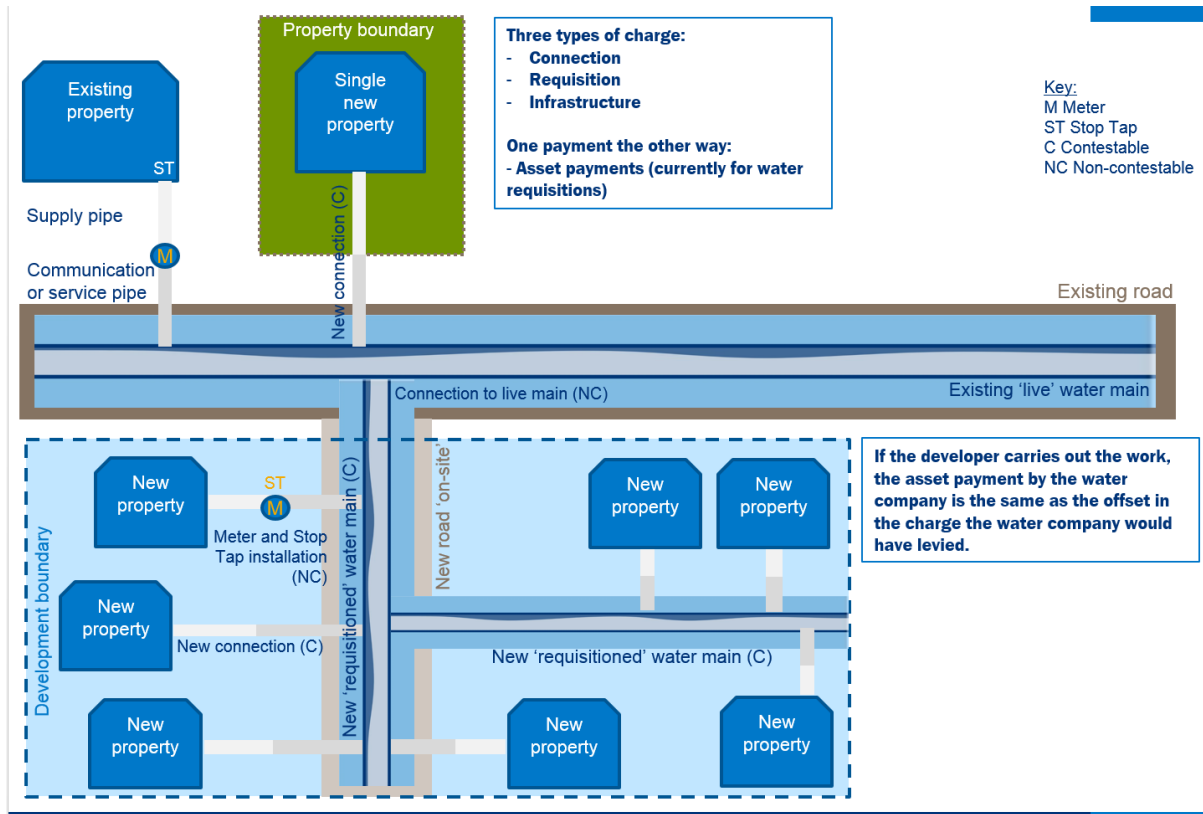 Property boundary
Three types of charge:
- Connection
- Requisition
- Infrastructure
One payment the other way:
- Asset payments (currently for water
requisitions)
Key:
M Meter
ST Stop Tap
C Contestable
NC Non-contestable
Existing
property
ST
Single
new
property
Supply pipe
M
Communication
or service pipe
New connection (C)
Existing road
Connection to live main (NC)
Existing ‘live’ water main
Development boundary
New
property
ST
M
Meter and Stop
Tap installation
(NC)
New ‘requisitioned’ water main (C)
New road ‘on-site’
New
property
New
property
If the developer carries out the work,
the asset payment by the water
company is the same as the offset in
the charge the water company would
have levied.
New
property
New connection (C)
New ‘requisitioned’ water main (C)
New
property
New
property
New
property